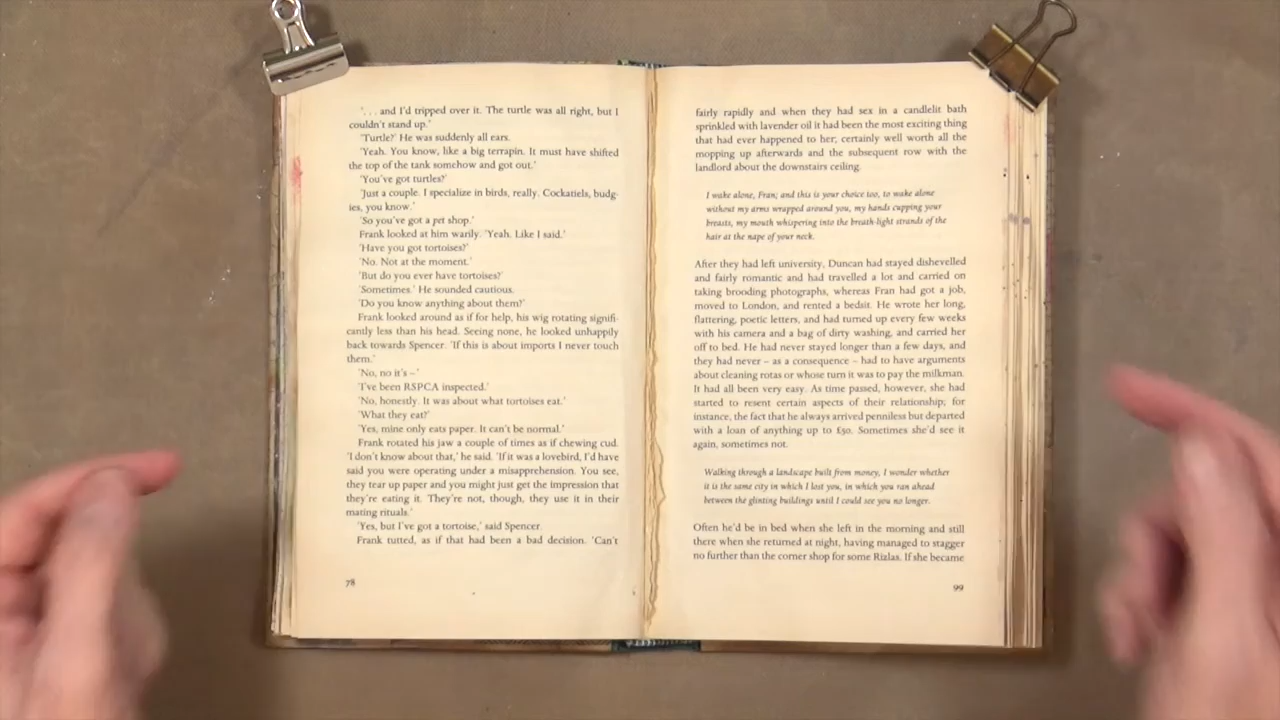 '. . . and I'd tripped over it. The turtle was all right, but I
couldn't stand up.'
'Turtle?' He was suddenly all ears.
'Yeah. You know, like a big terrapin. It must have shifted
the top of the tank somehow and got out.'
'You've got turtles?'
'Just a couple. I specialize in birds, really. Cockatiels, budg-
ies, you know.'
'So you've got a pet shop.'
Frank looked at him warily. 'Yeah. Like I said.'
'Have you got tortoises?'
'No. Not at the moment.'
'But do you ever have tortoises?'
'Sometimes.' He sounded cautious.
'Do you know anything about them?'
Frank looked around as if for help, his wig rotating signifi-
cantly less than his head. Seeing none, he looked unhappily
back towards Spencer. 'If this is about imports I never touch
them.'
'No, no it's –'
'I've been RSPCA inspected.'
'No, honestly. It was about what tortoises eat.'
'What they eat?'
'Yes, mine only eats paper. It can't be normal.'
Frank rotated his jaw a couple of times as if chewing cud.
'I don't know about that,' he said. 'If it was a lovebird, I'd have
said you were operating under a misapprehension. You see,
they tear up paper and you might just get the impression that
they're eating it. They're not, though, they use it in their
mating rituals.'
'Yes, but I've got a tortoise,' said Spencer.
Frank tutted, as if that had been a bad decision. 'Can't
78
fairly rapidly and when they had sex in a candlelit bath
sprinkled with lavender oil it had been the most exciting thing
that had ever happened to her; certainly well worth all the
mopping up afterwards and the subsequent row with the
landlord about the downstairs ceiling.
I wake alone, Fran; and this is your choice too, to wake alone
without my arms wrapped around you, my hands cupping your
breasts, my mouth whispering into the breath-light strands of the
hair at the nape of your neck.
After they had left university, Duncan had stayed dishevelled
and fairly romantic and had travelled a lot and carried on
taking brooding photographs, whereas Fran had got a job,
moved to London, and rented a bedsit. He wrote her long,
flattering, poetic letters, and had turned up every few weeks
with his camera and a bag of dirty washing, and carried her
off to bed. He had never stayed longer than a few days, and
they had never – as a consequence – had to have arguments
about cleaning rotas or whose turn it was to pay the milkman.
It had all been very easy. As time passed, however, she had
started to resent certain aspects of their relationship; for
instance, the fact that he always arrived penniless but departed
with a loan of anything up to £50. Sometimes she'd see it
again, sometimes not.
Walking through a landscape built from money, I wonder whether
it is the same city in which I lost you, in which you ran ahead
between the glinting buildings until I could see you no longer.
Often he'd be in bed when she left in the morning and still
there when she returned at night, having managed to stagger
no further than the corner shop for some Rizlas. If she became
99